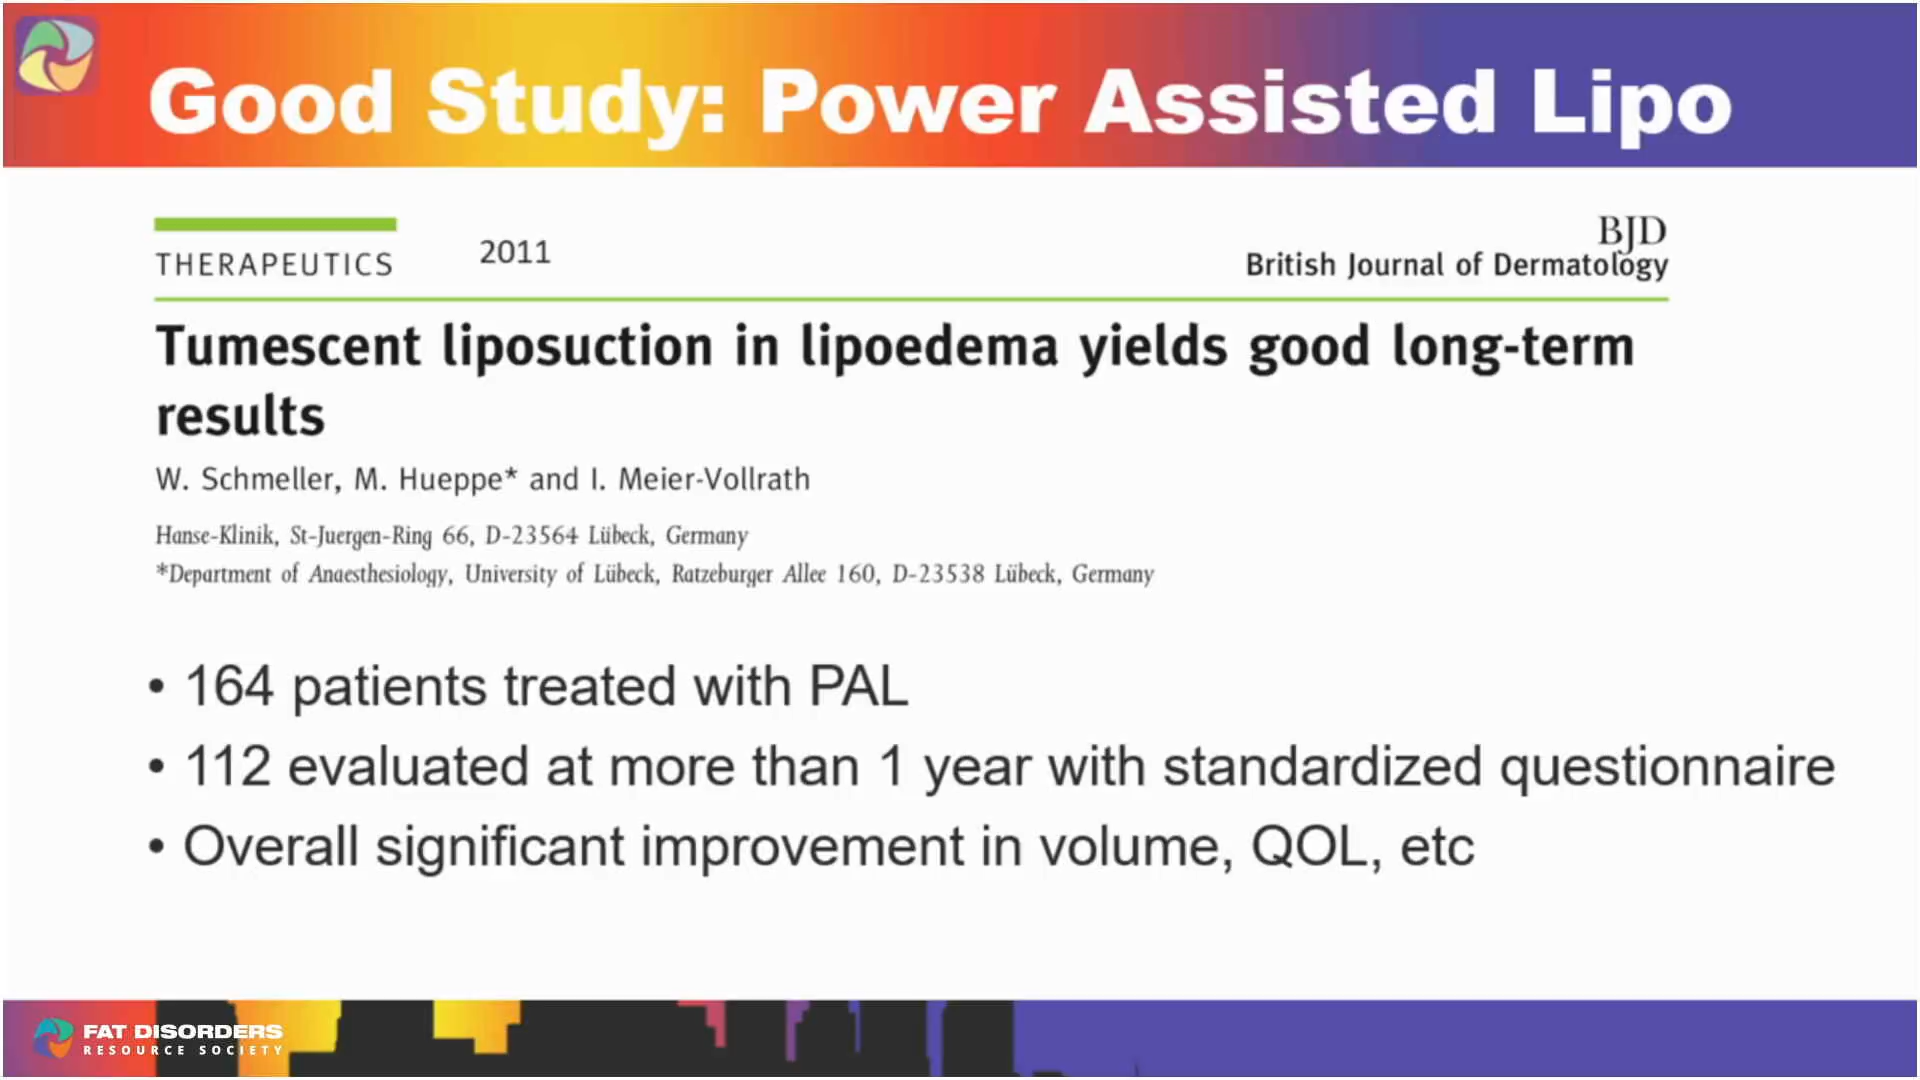 Good Study: Power Assisted Lipo
THERAPEUTICS
2011
BJD
British Journal of Dermatology
Tumescent liposuction in lipoedema yields good long-term
results
W. Schmeller, M. Hueppe* and I. Meier-Vollrath
Hanse-Klinik, St-Juergen-Ring 66, D-23564 Lübeck, Germany
*Department of Anaesthesiology, University of Lübeck, Ratzeburger Allee 160, D-23538 Lübeck, Germany
• 164 patients treated with PAL
• 112 evaluated at more than 1 year with standardized questionnaire
• Overall significant improvement in volume, QOL, etc
FAT DISORDERS
RESOURCE SOCIETY